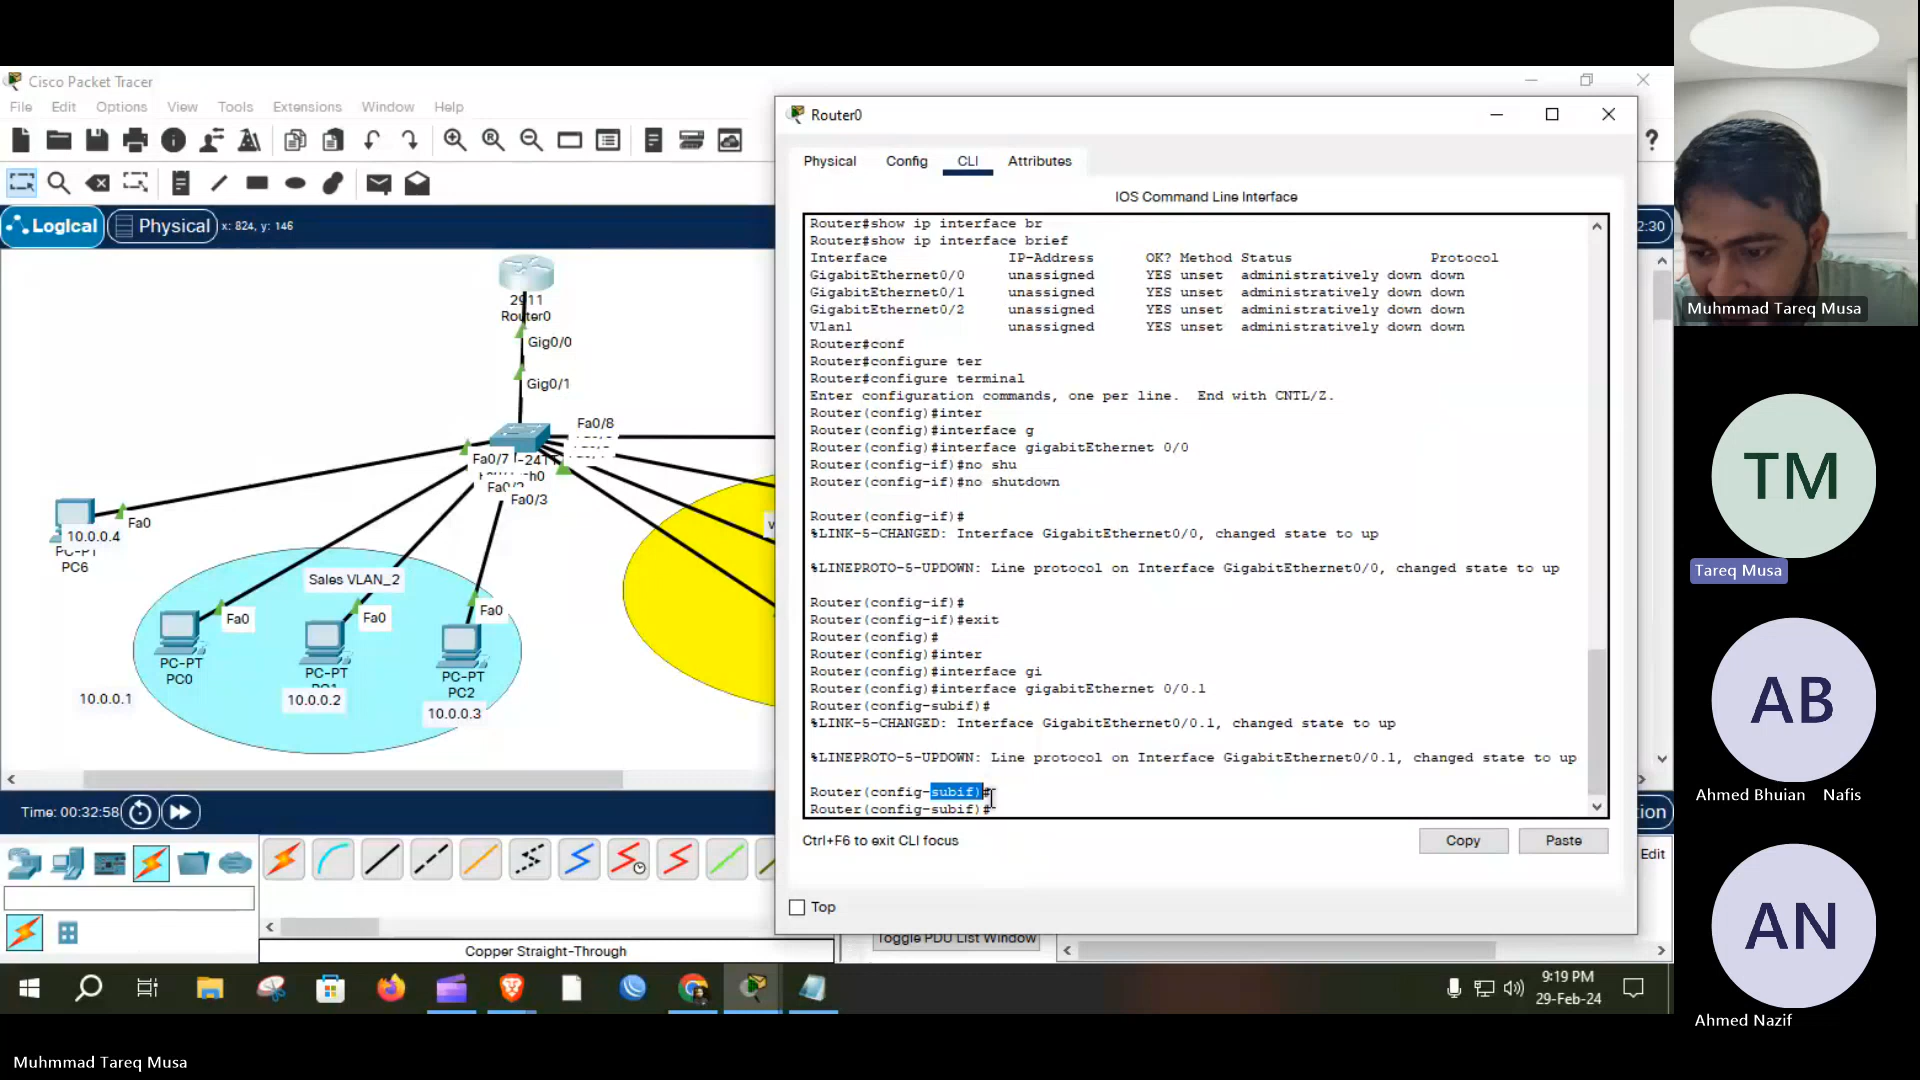 Cisco Packet Tracer
File Edit Options View Tools Extensions Window Help
Logical
Physical
x: 824, y: 146
2:30
2911
Router0
Gig0/0
Gig0/1
Fa0/8
Fa0/7
Fa0/3
Fa0
10.0.0.4
PC6
Sales VLAN_2
Fa0
Fa0
Fa0
PC-PT
PC0
PC-PT
PC-PT
PC2
10.0.0.1
10.0.0.2
10.0.0.3
Time: 00:32:58
Copper Straight-Through
Router0
Physical Config CLI Attributes
IOS Command Line Interface
Router#show ip interface br
Router#show ip interface brief
Interface IP-Address OK? Method Status Protocol
GigabitEthernet0/0 unassigned YES unset administratively down down
GigabitEthernet0/1 unassigned YES unset administratively down down
GigabitEthernet0/2 unassigned YES unset administratively down down
Vlan1 unassigned YES unset administratively down down
Router#conf
Router#configure ter
Router#configure terminal
Enter configuration commands, one per line. End with CNTL/Z.
Router(config)#inter
Router(config)#interface g
Router(config)#interface gigabitEthernet 0/0
Router(config-if)#no shu
Router(config-if)#no shutdown
Router(config-if)#
%LINK-5-CHANGED: Interface GigabitEthernet0/0, changed state to up
%LINEPROTO-5-UPDOWN: Line protocol on Interface GigabitEthernet0/0, changed state to up
Router(config-if)#
Router(config-if)#exit
Router(config)#
Router(config)#inter
Router(config)#interface gi
Router(config)#interface gigabitEthernet 0/0.1
Router(config-subif)#
%LINK-5-CHANGED: Interface GigabitEthernet0/0.1, changed state to up
%LINEPROTO-5-UPDOWN: Line protocol on Interface GigabitEthernet0/0.1, changed state to up
Router(config-subif)#
Router(config-subif)#
Ctrl+F6 to exit CLI focus
Copy
Paste
Top
Edit
Toggle PDU List Window
9:19 PM
29-Feb-24
Muhmmad Tareq Musa
TM
Tareq Musa
AB
Ahmed Bhuian Nafis
AN
Ahmed Nazif
Muhmmad Tareq Musa